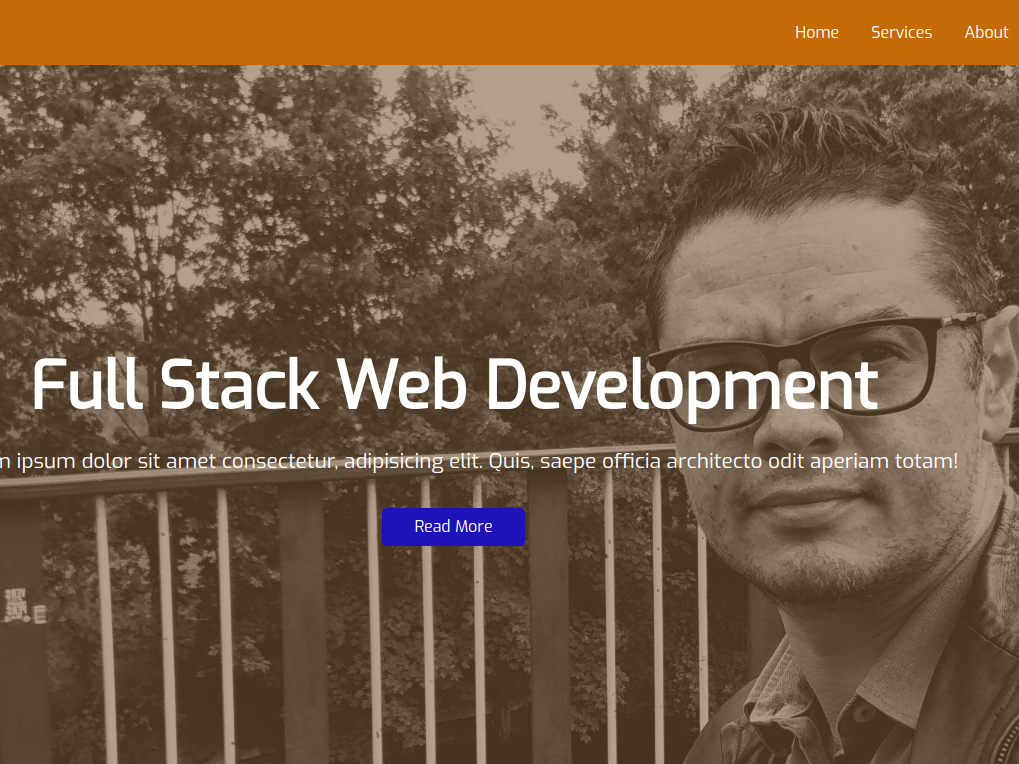 Home Services About
Full Stack Web Development
ipsum dolor sit amet consectetur, adipisicing elit. Quis, saepe officia architecto odit aperiam totam!
Read More